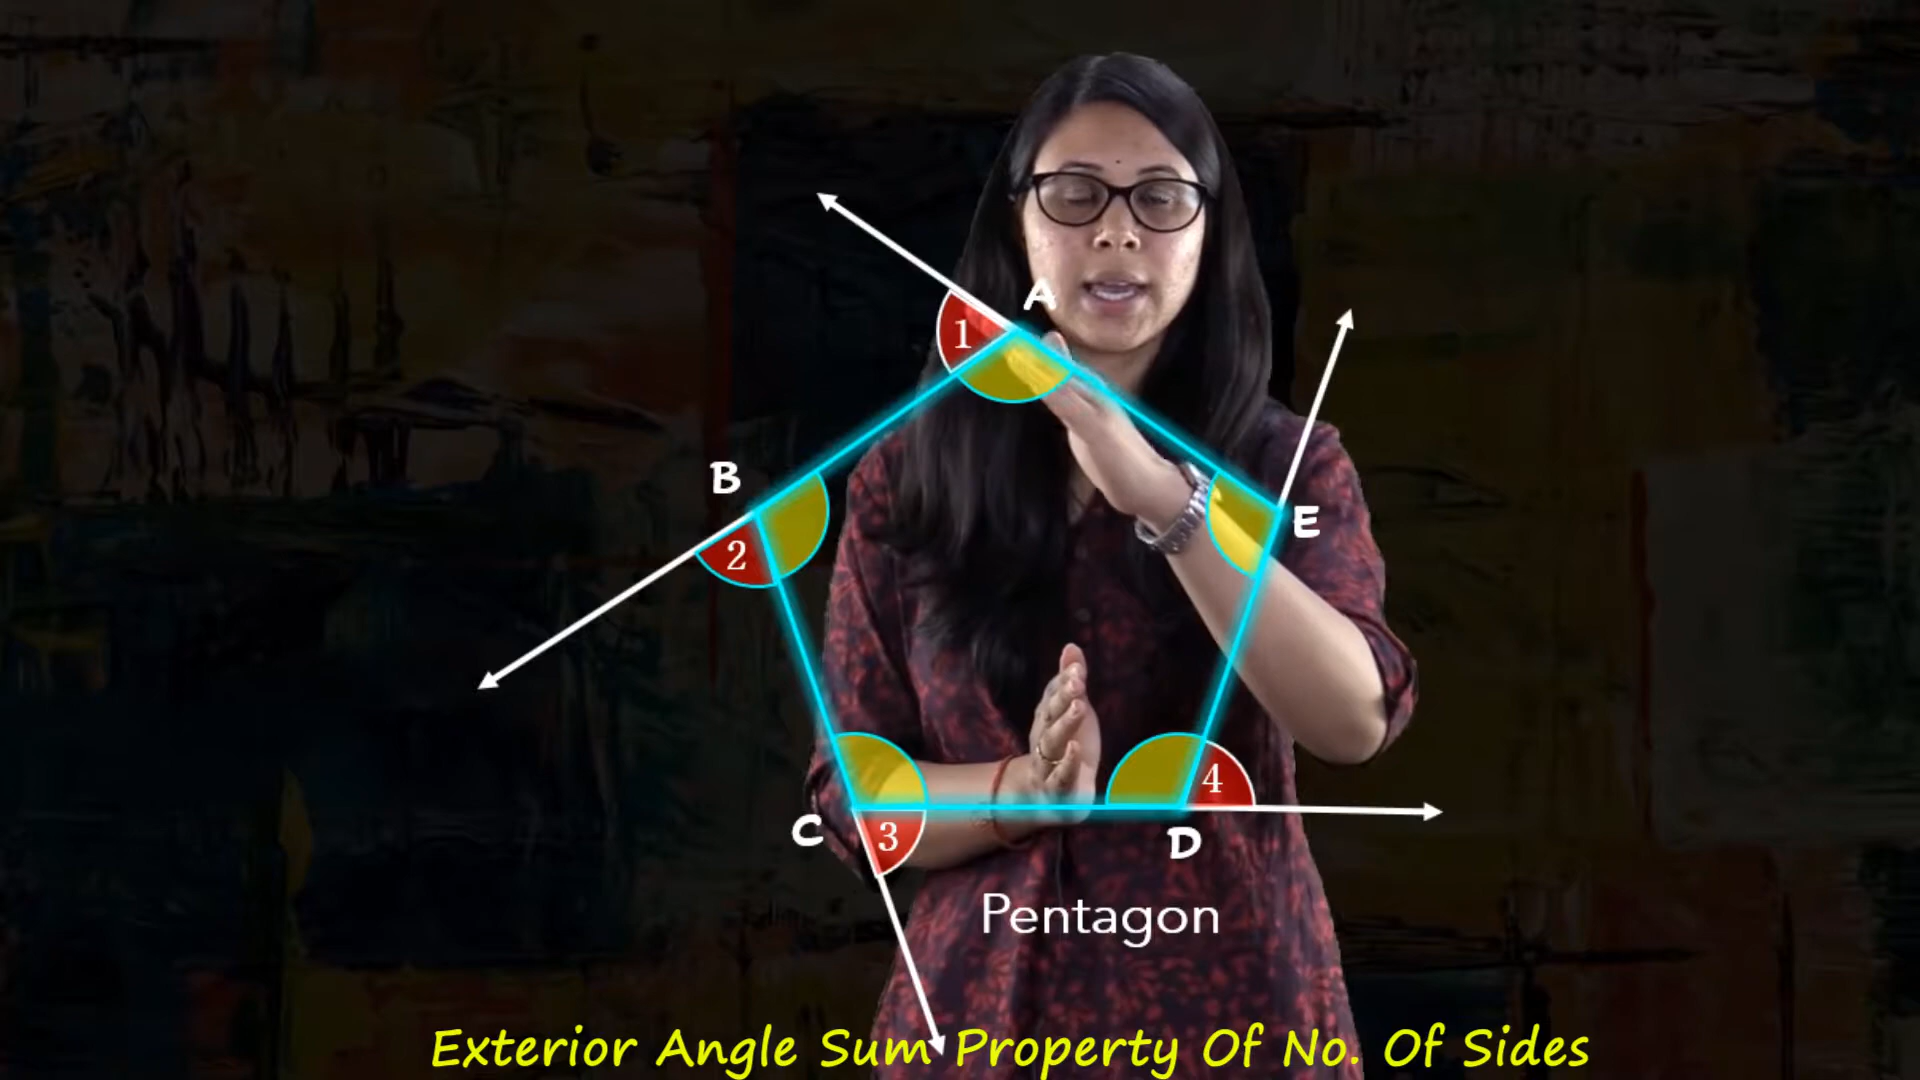 A
1
B
E
2
4
C
3
D
Pentagon
Exterior Angle Sum Property Of No. Of Sides